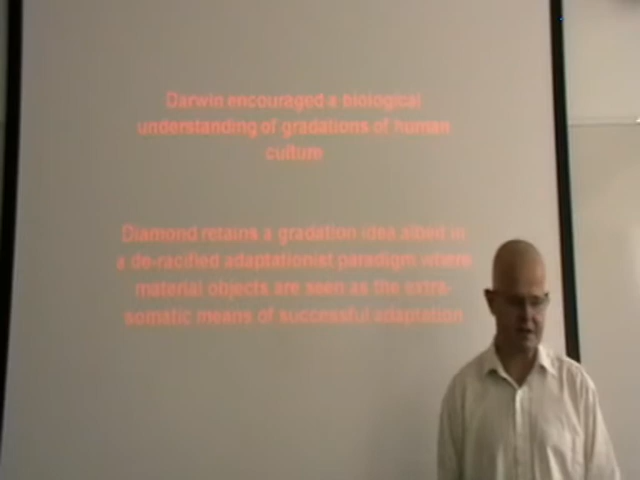 Darwin encouraged a biological
understanding of gradations of human
culture
Diamond retains a gradation idea albeit in
a de-racified adaptationist paradigm where
material objects are seen as the extra-
somatic means of successful adaptation